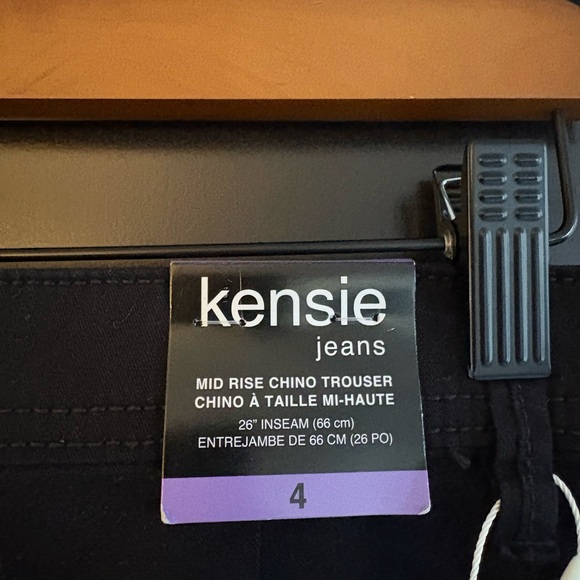 kensie
jeans
MID RISE CHINO TROUSER
CHINO À TAILLE MI-HAUTE
26" INSEAM (66 cm)
ENTREJAMBE DE 66 CM (26 PO)
4